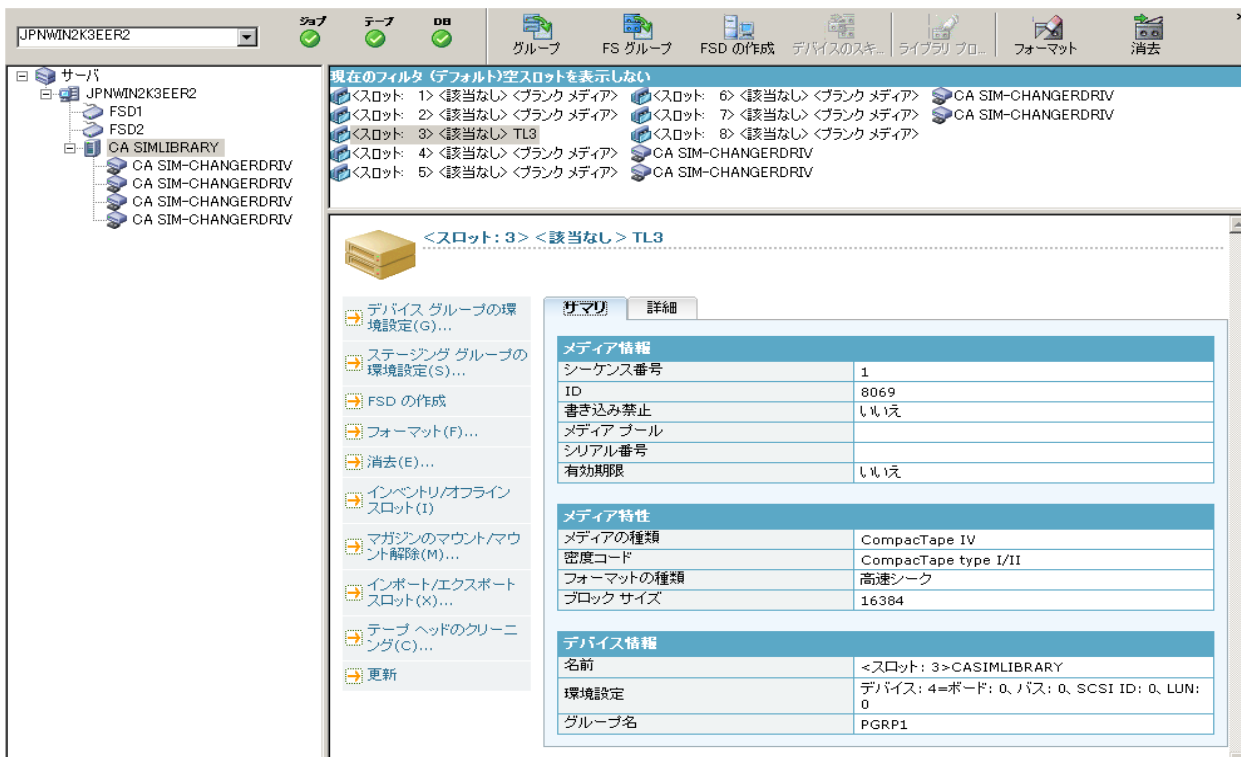 JPNWIN2K3EER2
ジョブ
テープ
DB
グループ
FS グループ
FSD の作成
デバイスのスキ...
ライブラリ プロ...
フォーマット
消去
サーバ
JPNWIN2K3EER2
FSD1
FSD2
CA SIMLIBRARY
CA SIM-CHANGERDRIV
CA SIM-CHANGERDRIV
CA SIM-CHANGERDRIV
CA SIM-CHANGERDRIV
現在のフィルタ (デフォルト)空スロットを表示しない
<スロット: 1> <該当なし> <ブランク メディア> <スロット: 6> <該当なし> <ブランク メディア> CA SIM-CHANGERDRIV
<スロット: 2> <該当なし> <ブランク メディア> <スロット: 7> <該当なし> <ブランク メディア> CA SIM-CHANGERDRIV
<スロット: 3> <該当なし> TL3 <スロット: 8> <該当なし> <ブランク メディア>
<スロット: 4> <該当なし> <ブランク メディア> CA SIM-CHANGERDRIV
<スロット: 5> <該当なし> <ブランク メディア> CA SIM-CHANGERDRIV
<スロット: 3> <該当なし> TL3
デバイス グループの環
境設定(G)...
ステージング グループの
環境設定(S)...
FSD の作成
フォーマット(F)...
消去(E)...
インベントリ/オフライン
スロット(I)
マガジンのマウント/マウ
ント解除(M)...
インポート/エクスポート
スロット(X)...
テープ ヘッドのクリーニ
ング(C)...
更新
サマリ
詳細
メディア情報
シーケンス番号 1
ID 8069
書き込み禁止 いいえ
メディア プール
シリアル番号
有効期限 いいえ
メディア特性
メディアの種類 CompacTape IV
密度コード CompacTape type I/II
フォーマットの種類 高速シーク
ブロック サイズ 16384
デバイス情報
名前 <スロット: 3>CASIMLIBRARY
環境設定 デバイス: 4=ボード: 0、バス: 0、SCSI ID: 0、LUN:
0
グループ名 PGRP1